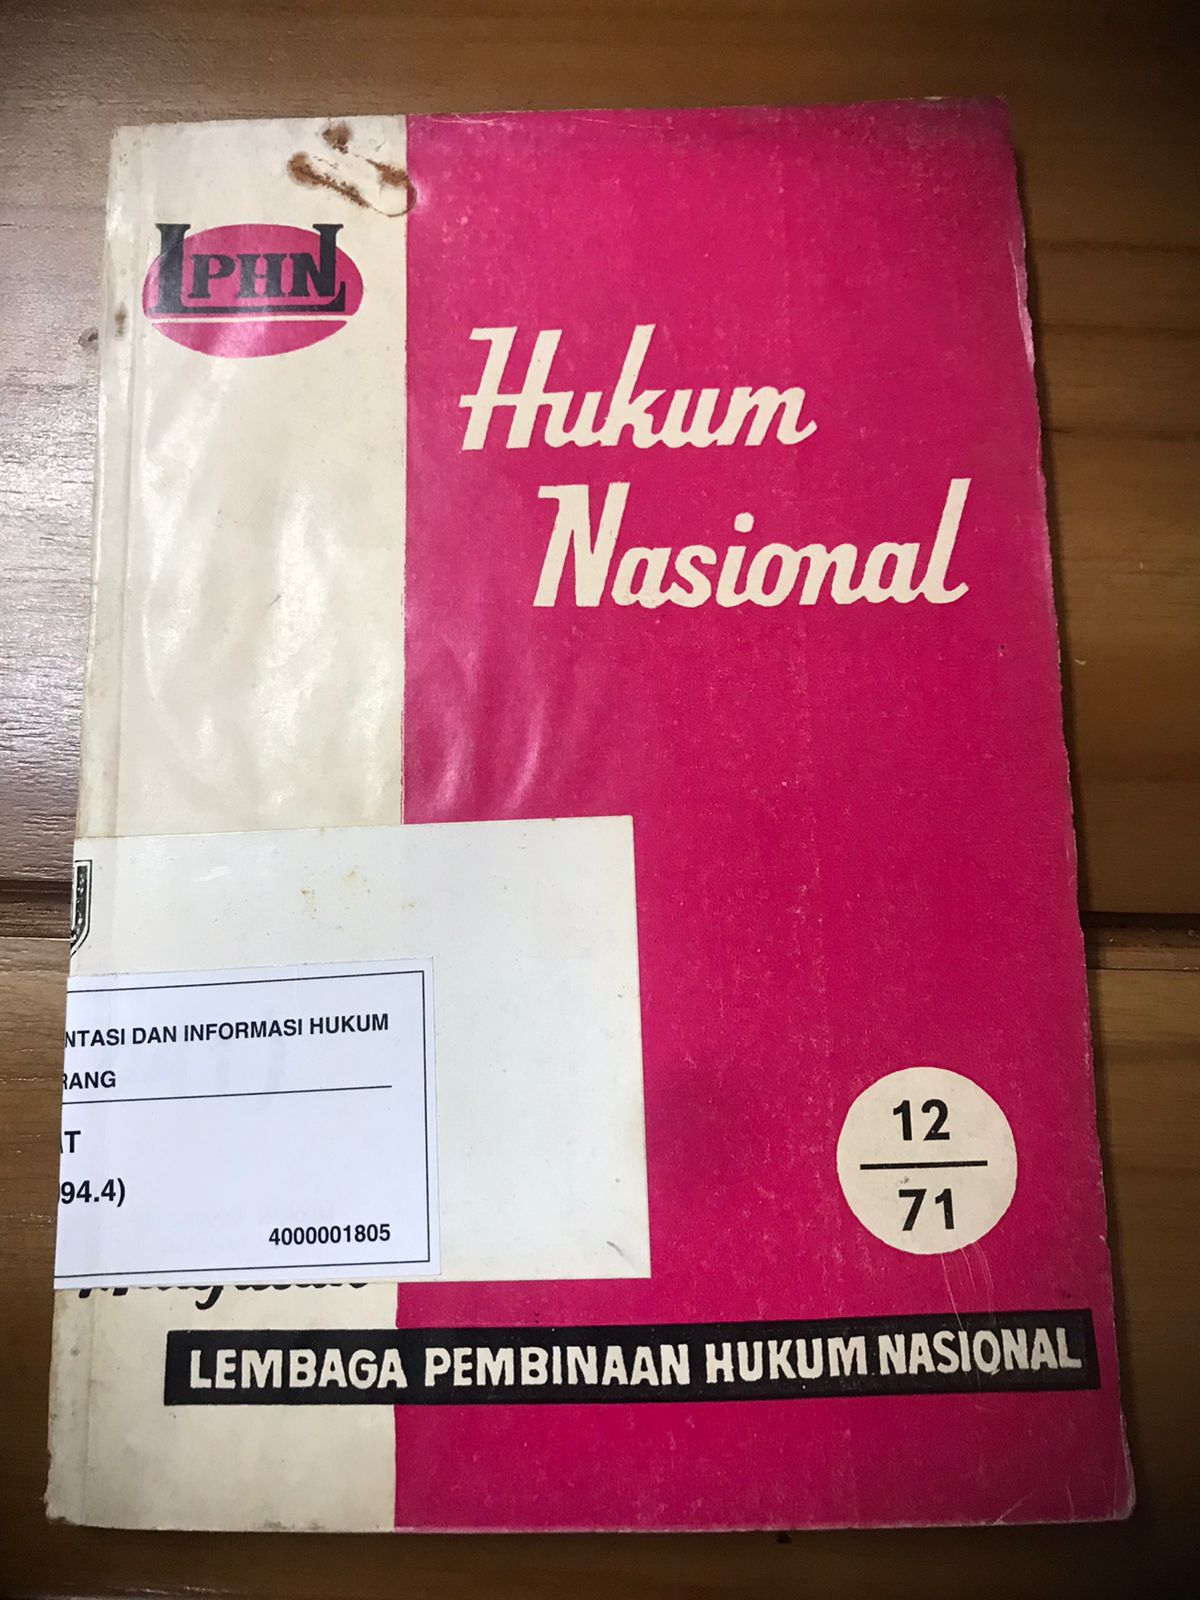 LPHN
Hukum
Nasional
NTASI DAN INFORMASI HUKUM
RANG
AT
94.4)
4000001805
12
71
LEMBAGA PEMBINAAN HUKUM NASIONAL